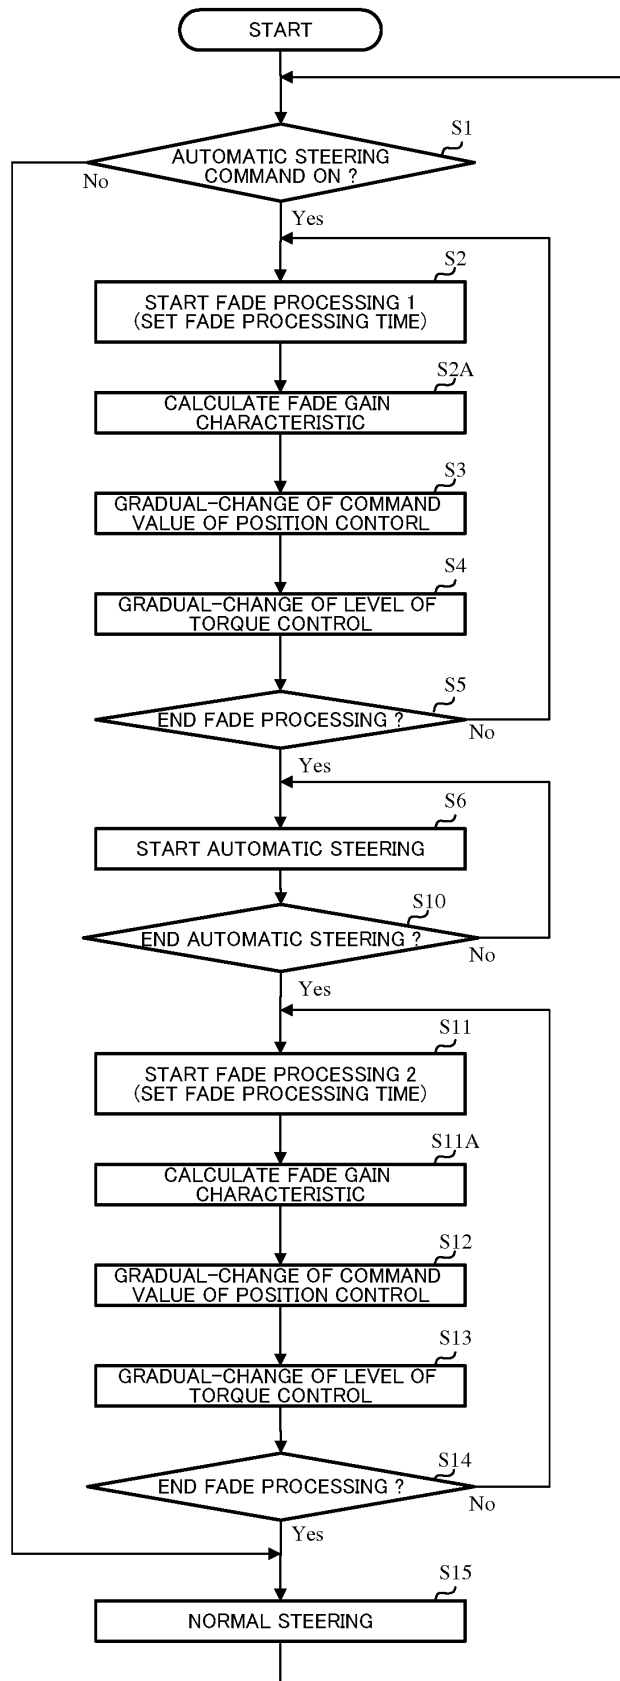 START
S1
AUTOMATIC STEERING
COMMAND ON ?
No
Yes
S2
START FADE PROCESSING 1
(SET FADE PROCESSING TIME)
S2A
CALCULATE FADE GAIN
CHARACTERISTIC
S3
GRADUAL-CHANGE OF COMMAND
VALUE OF POSITION CONTORL
S4
GRADUAL-CHANGE OF LEVEL OF
TORQUE CONTROL
S5
END FADE PROCESSING ?
No
Yes
S6
START AUTOMATIC STEERING
S10
END AUTOMATIC STEERING ?
No
Yes
S11
START FADE PROCESSING 2
(SET FADE PROCESSING TIME)
S11A
CALCULATE FADE GAIN
CHARACTERISTIC
S12
GRADUAL-CHANGE OF COMMAND
VALUE OF POSITION CONTROL
S13
GRADUAL-CHANGE OF LEVEL OF
TORQUE CONTROL
S14
END FADE PROCESSING ?
No
Yes
S15
NORMAL STEERING